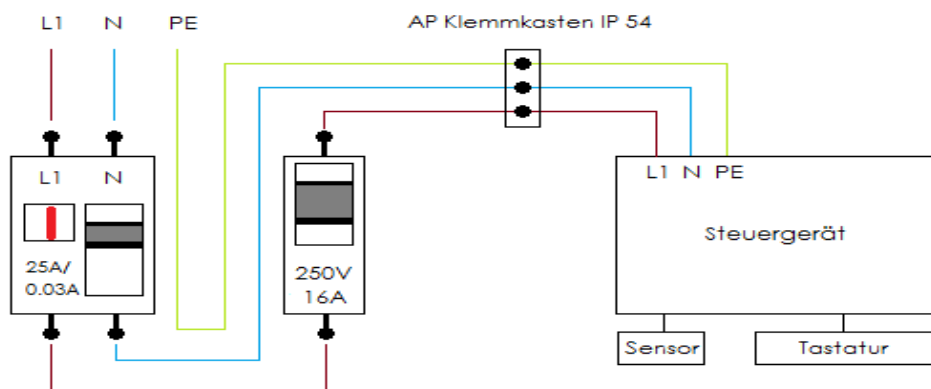 L1 N PE
AP Klemmkasten IP 54
L1 N
25A/
0.03A
250V
16A
L1 N PE
Steuergerät
Sensor
Tastatur